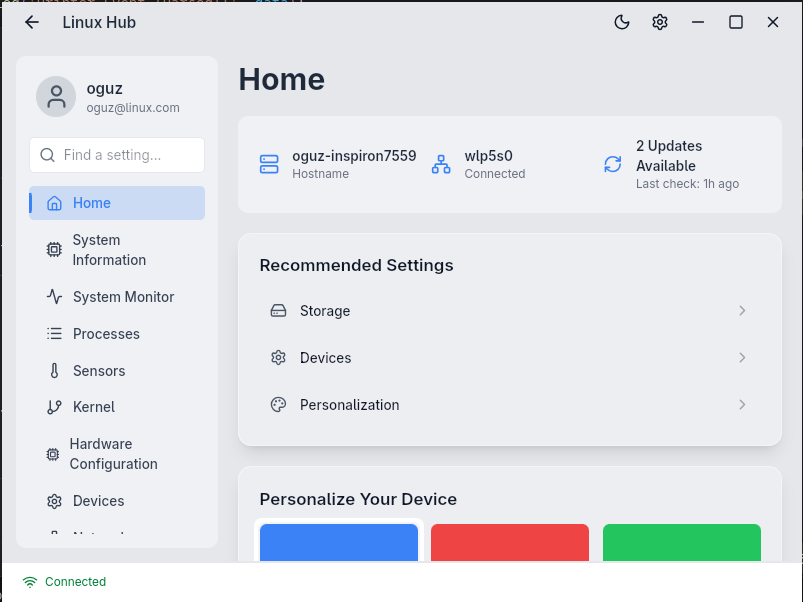 Linux Hub
oguz
oguz@linux.com
Find a setting...
Home
System
Information
System Monitor
Processes
Sensors
Kernel
Hardware
Configuration
Devices
Home
oguz-inspiron7559
Hostname
wlp5s0
Connected
2 Updates
Available
Last check: 1h ago
Recommended Settings
Storage
Devices
Personalization
Personalize Your Device
Connected